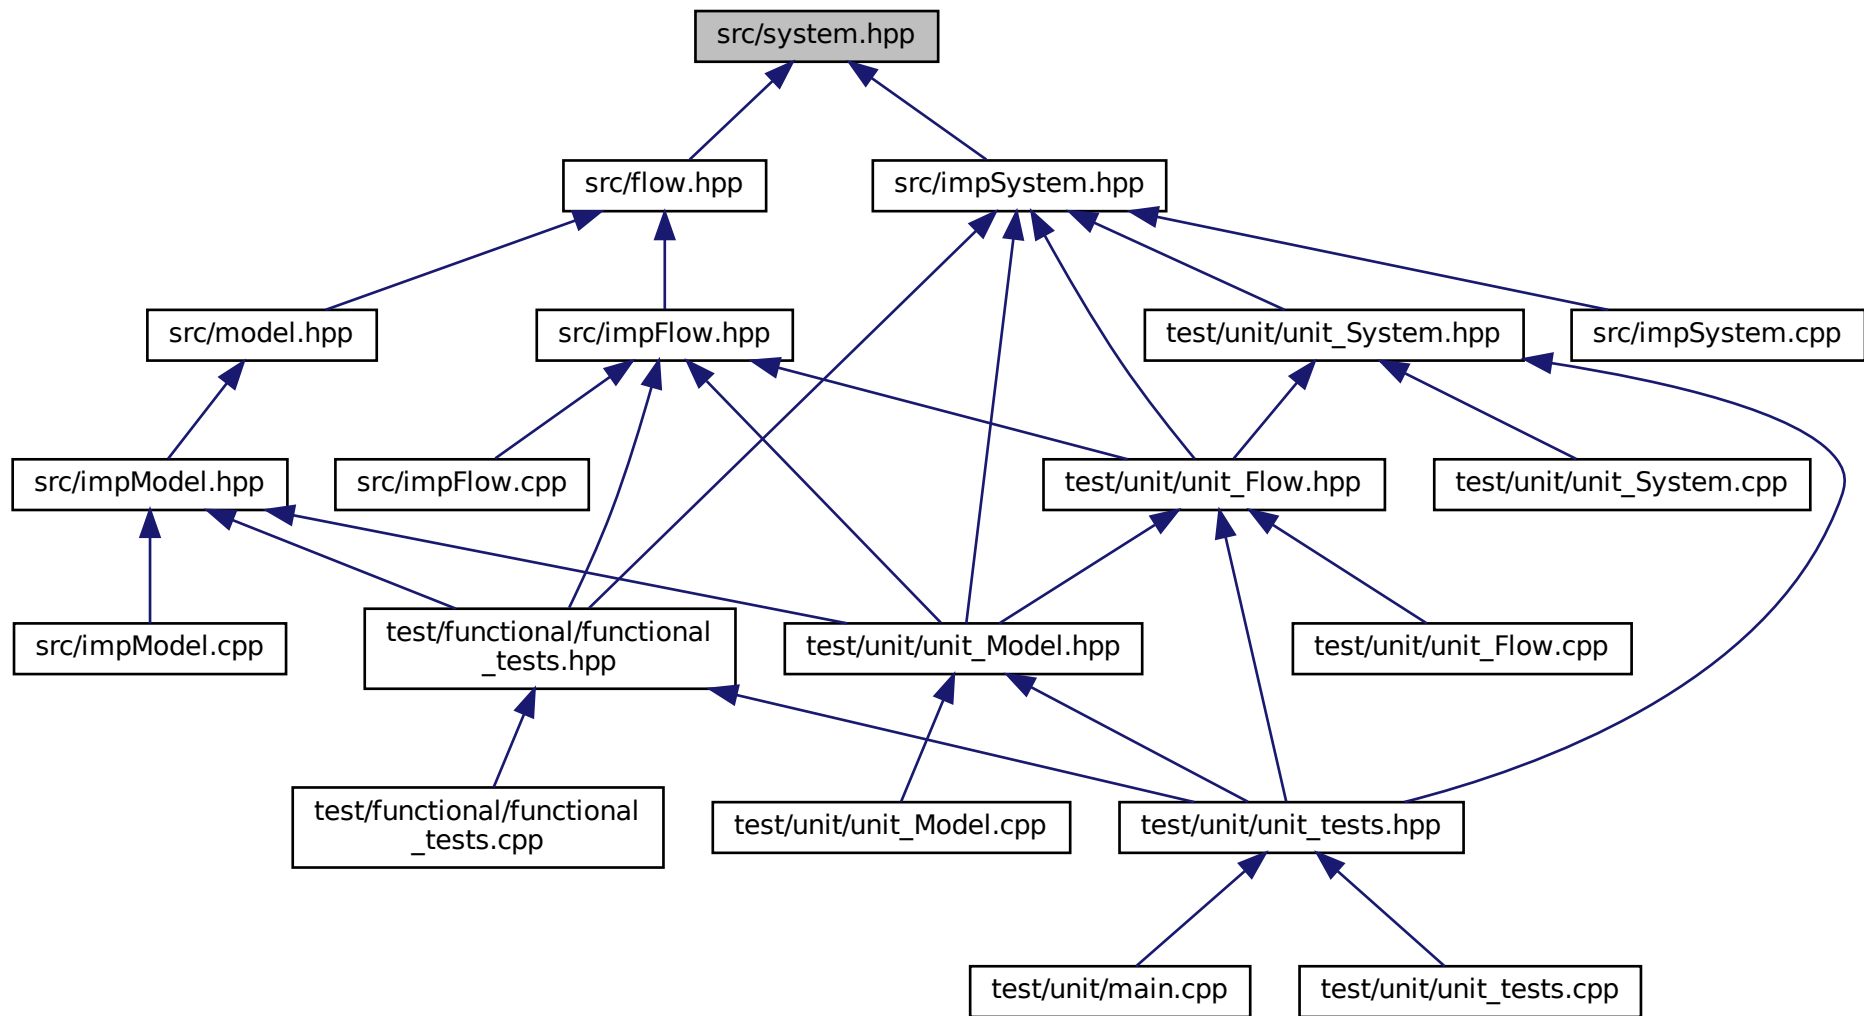 src/system.hpp
src/flow.hpp
src/impSystem.hpp
src/model.hpp
src/impFlow.hpp
test/unit/unit_System.hpp
src/impSystem.cpp
src/impModel.hpp
src/impFlow.cpp
test/unit/unit_Flow.hpp
test/unit/unit_System.cpp
src/impModel.cpp
test/functional/functional
_tests.hpp
test/unit/unit_Model.hpp
test/unit/unit_Flow.cpp
test/functional/functional
_tests.cpp
test/unit/unit_Model.cpp
test/unit/unit_tests.hpp
test/unit/main.cpp
test/unit/unit_tests.cpp